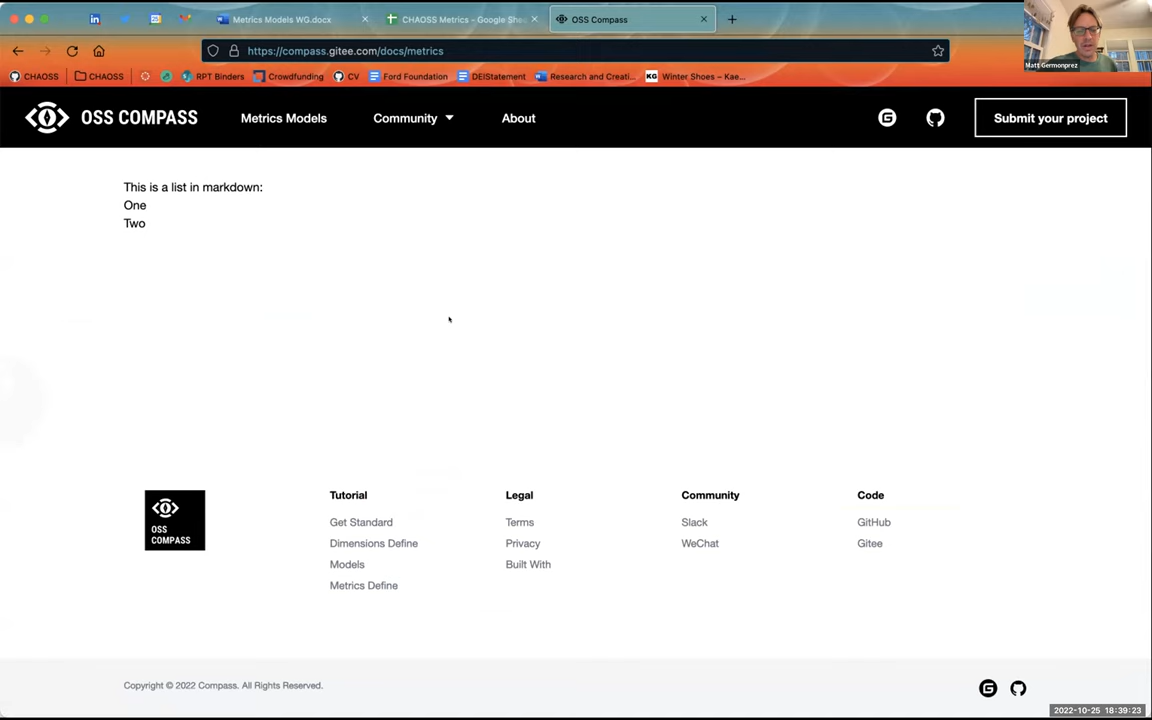 Metrics Models WG.docx
CHAOSS Metrics - Google She
OSS Compass
https://compass.gitee.com/docs/metrics
Matt Germonprez
CHAOSS
CHAOSS
RPT Binders
Crowdfunding
CV
Ford Foundation
DEIStatement
Research and Creati...
KG
Winter Shoes – Kae...
OSS COMPASS
Metrics Models
Community
About
Submit your project
This is a list in markdown:
One
Two
OSS
COMPASS
Tutorial
Get Standard
Dimensions Define
Models
Metrics Define
Legal
Terms
Privacy
Built With
Community
Slack
WeChat
Code
GitHub
Gitee
Copyright © 2022 Compass. All Rights Reserved.
2022-10-25 18:39:23